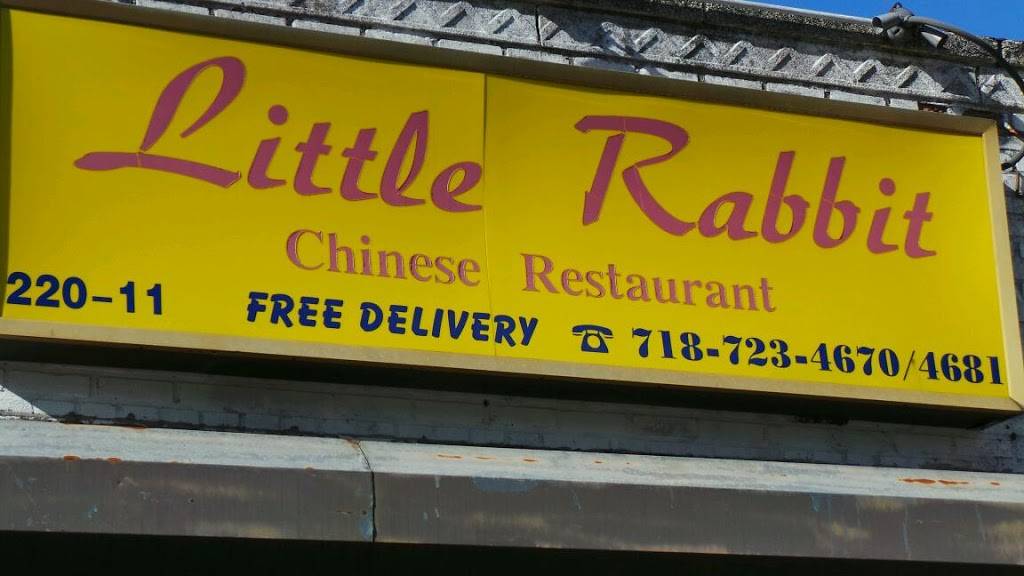 Little Rabbit
Chinese Restaurant
220-11 FREE DELIVERY ☎ 718-723-4670/4681